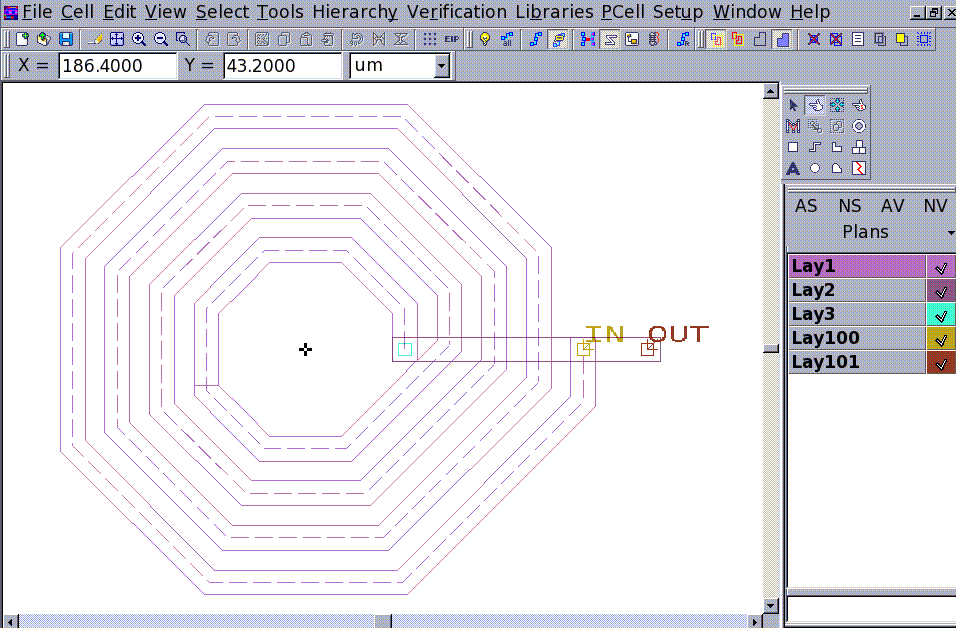 File Cell Edit View Select Tools Hierarchy Verification Libraries PCell Setup Window Help
EIP
X = 186.4000 Y = 43.2000 um
AS NS AV NV
Plans
Lay1
Lay2
Lay3
Lay100
Lay101
IN OUT